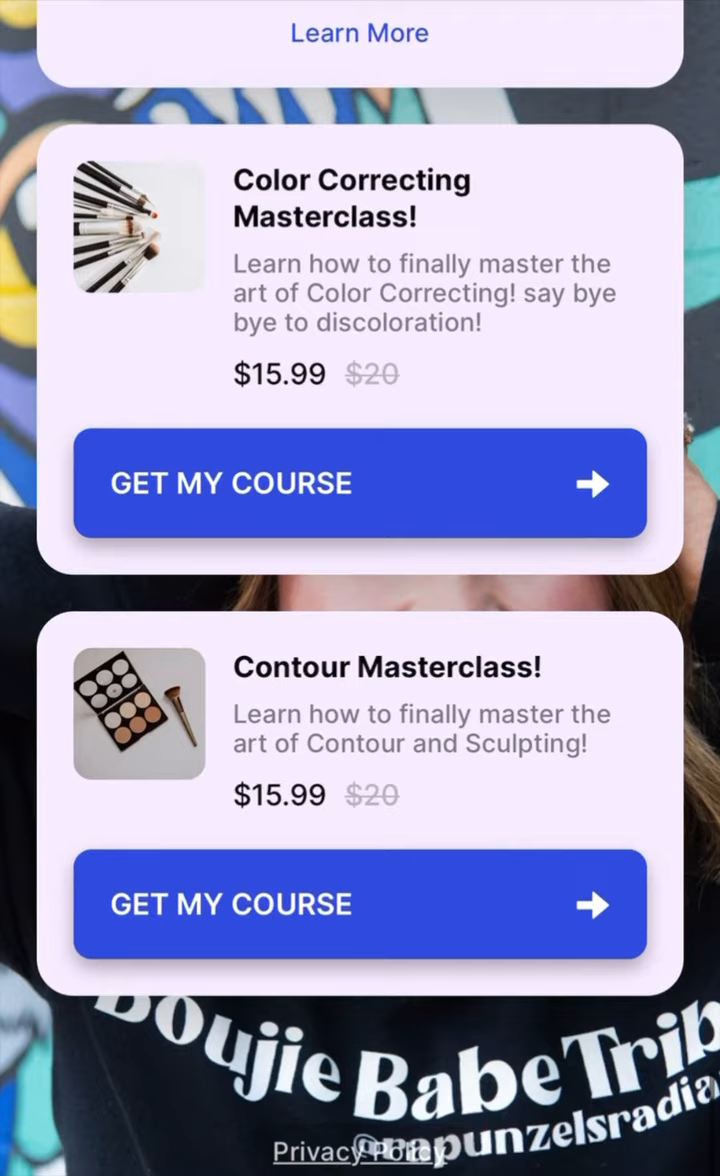 Learn More
Color Correcting
Masterclass!
Learn how to finally master the
art of Color Correcting! say bye
bye to discoloration!
$15.99 $20
GET MY COURSE
Contour Masterclass!
Learn how to finally master the
art of Contour and Sculpting!
$15.99 $20
GET MY COURSE
Boujie Babe Trib
@rapunzelsradia
Privacy Policy